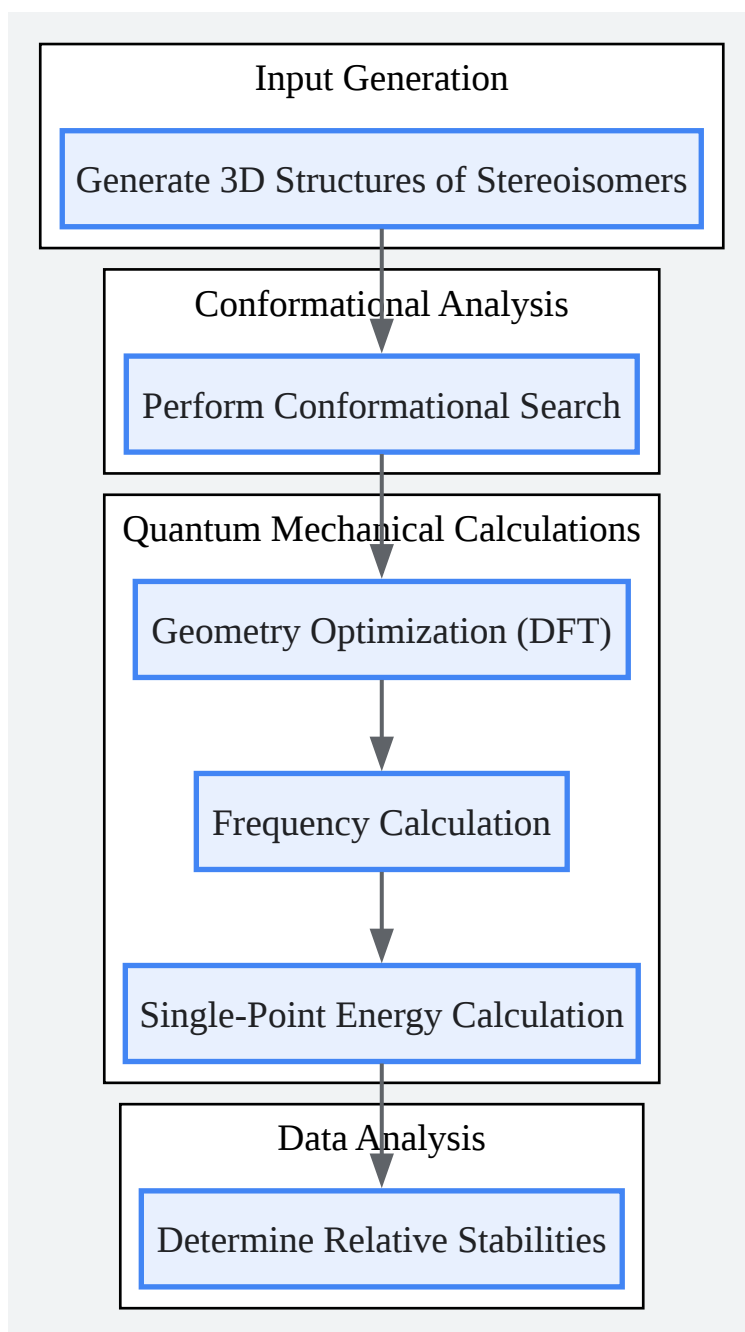 Input Generation
Generate 3D Structures of Stereoisomers
Conformational Analysis
Perform Conformational Search
Quantum Mechanical Calculations
Geometry Optimization (DFT)
Frequency Calculation
Single-Point Energy Calculation
Data Analysis
Determine Relative Stabilities